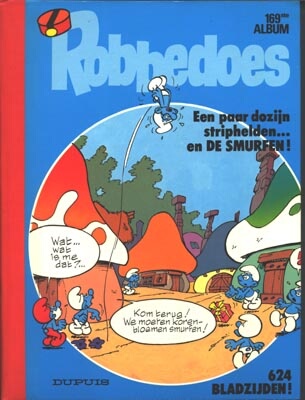 169ste
ALBUM
Robbedoes
Een paar dozijn
striphelden...
en DE SMURFEN!
Wat...
wat
is me
dat?...
Kom terug!
We moeten koren-
bloemen smurfen!
624
BLADZIJDEN!
DUPUIS